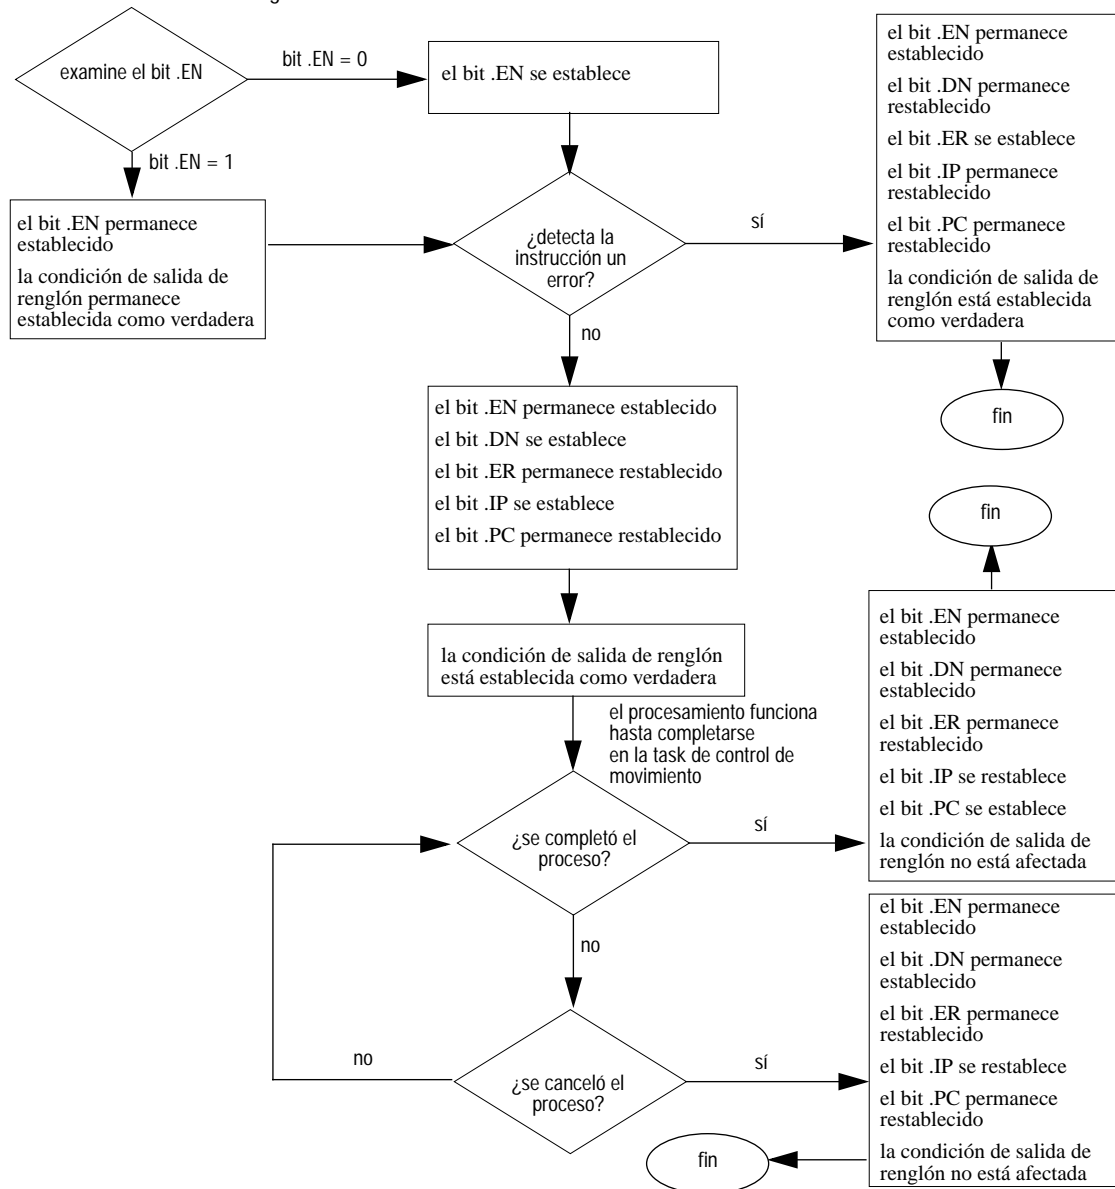 examine el bit .EN
bit .EN = 0
el bit .EN se establece
bit .EN = 1
el bit .EN permanece
establecido
la condición de salida de
renglón permanece
establecida como verdadera
¿detecta la
instrucción un
error?
sí
el bit .EN permanece
establecido
el bit .DN permanece
restablecido
el bit .ER se establece
el bit .IP permanece
restablecido
el bit .PC permanece
restablecido
la condición de salida de
renglón está establecida
como verdadera
fin
no
el bit .EN permanece establecido
el bit .DN se establece
el bit .ER permanece restablecido
el bit .IP se establece
el bit .PC permanece restablecido
la condición de salida de renglón
está establecida como verdadera
el procesamiento funciona
hasta completarse
en la task de control de
movimiento
¿se completó el
proceso?
sí
fin
el bit .EN permanece
establecido
el bit .DN permanece
establecido
el bit .ER permanece
restablecido
el bit .IP se restablece
el bit .PC se establece
la condición de salida de
renglón no está afectada
no
¿se canceló el
proceso?
no
sí
el bit .EN permanece
establecido
el bit .DN permanece
establecido
el bit .ER permanece
restablecido
el bit .IP se restablece
el bit .PC permanece
restablecido
la condición de salida de
renglón no está afectada
fin